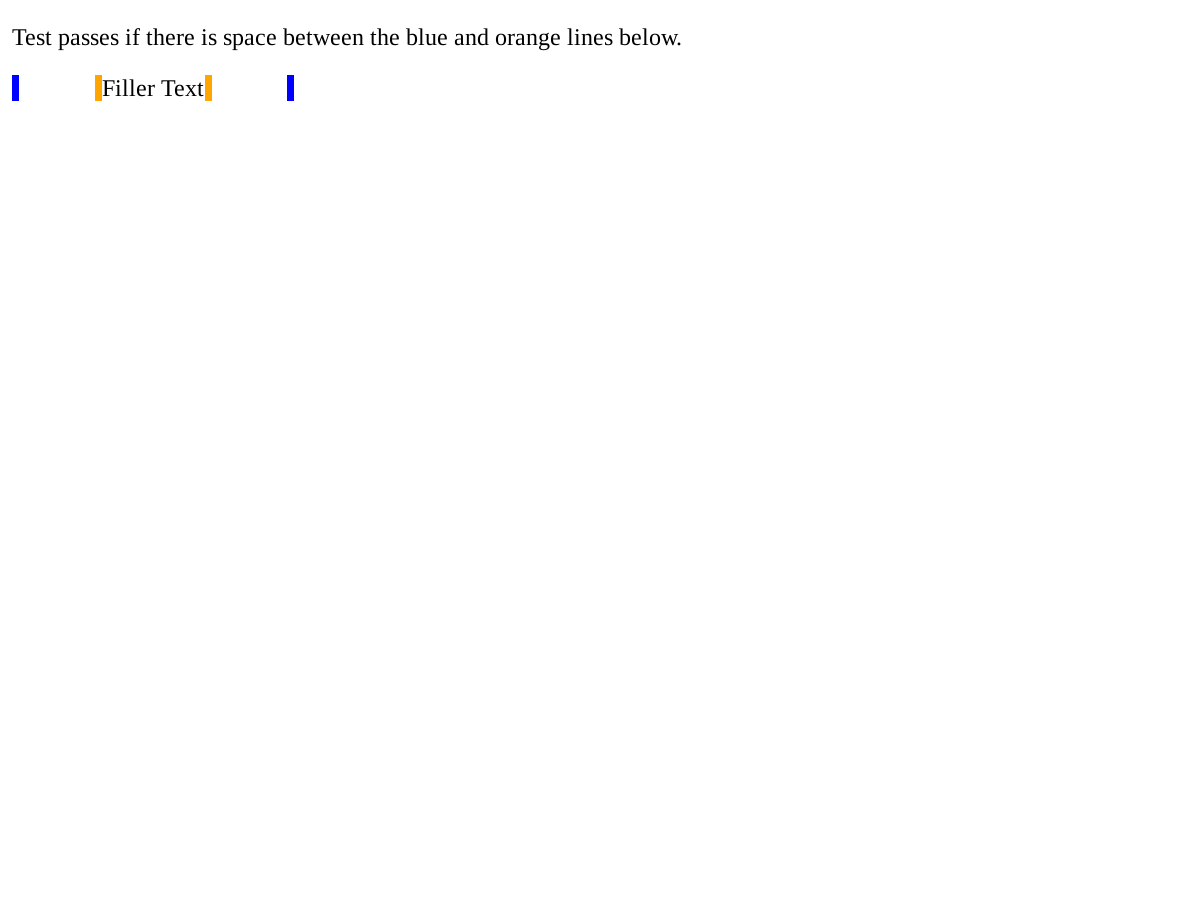 Test passes if there is space between the blue and orange lines below.
Filler Text